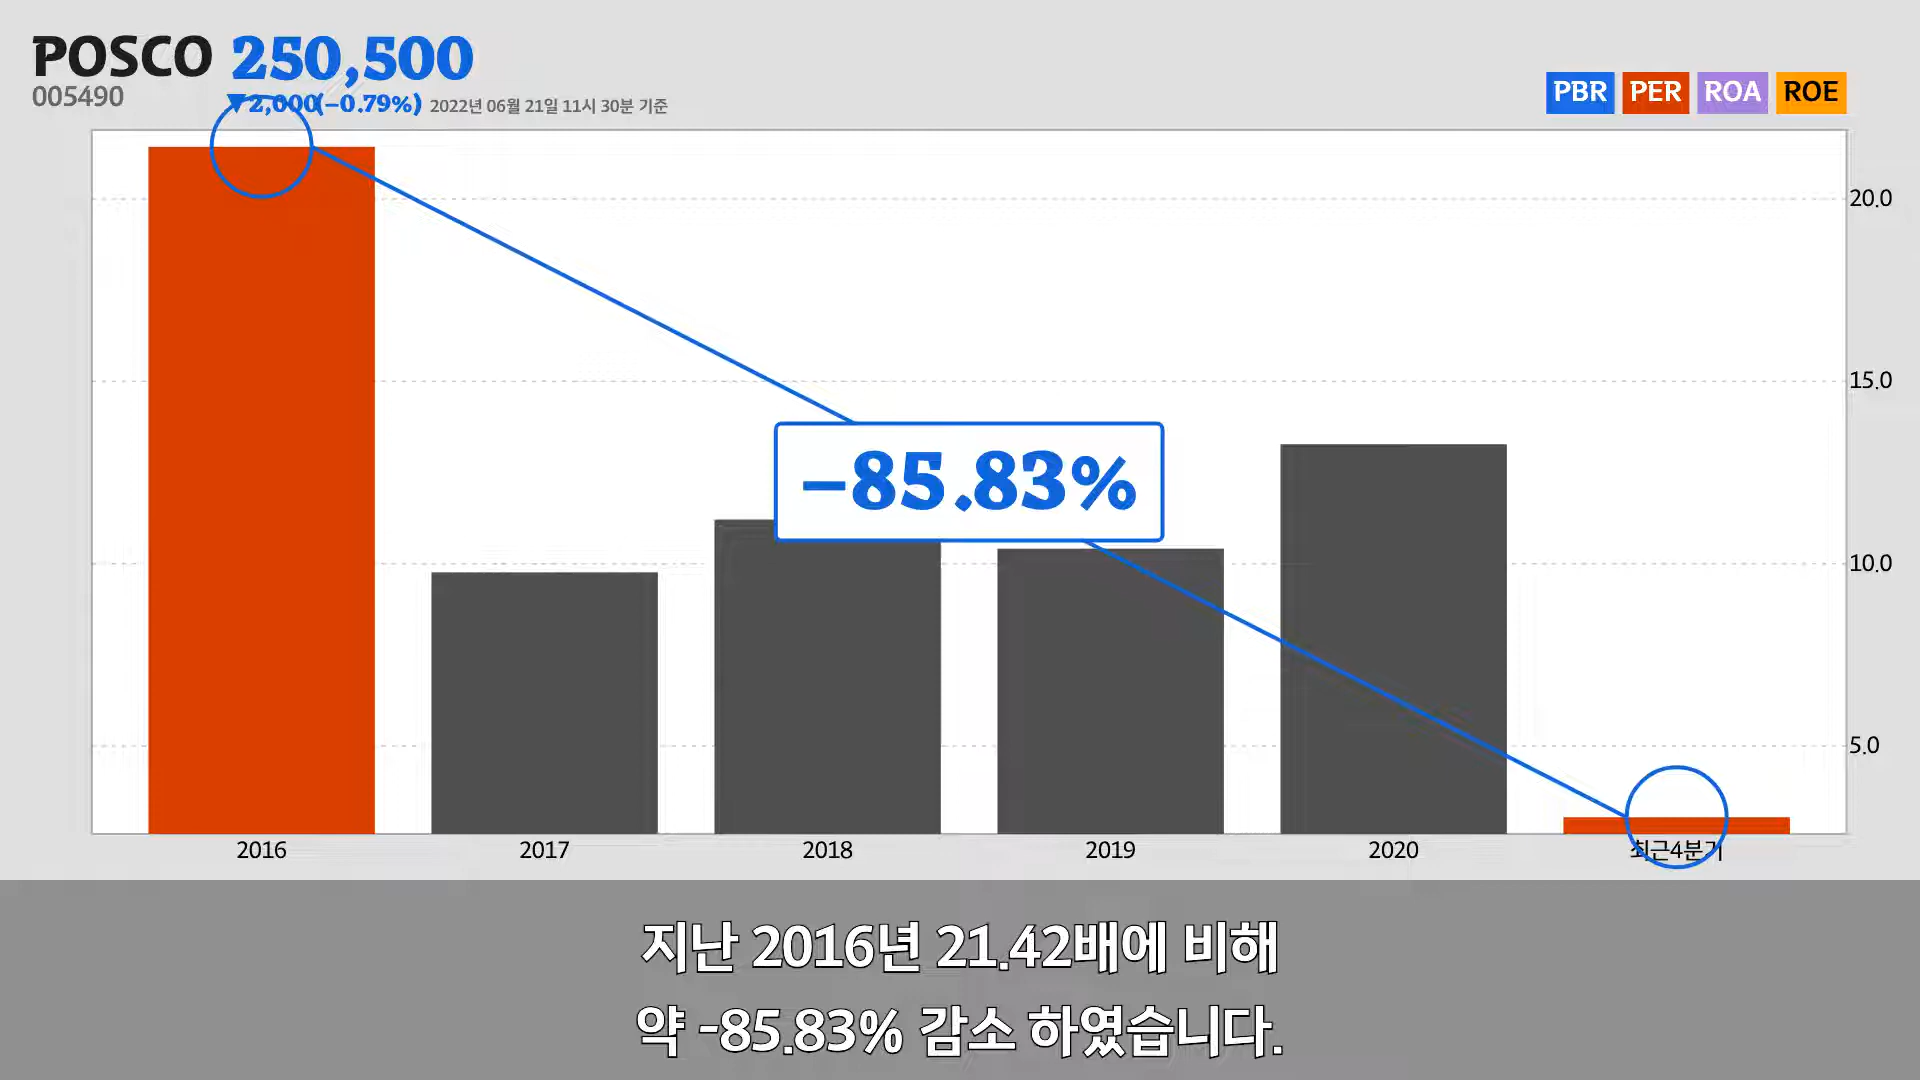 POSCO 250,500
005490 ▼2,000(−0.79%) 2022년 06월 21일 11시 30분 기준
PBR PER ROA ROE
20.0
15.0
−85.83%
10.0
5.0
2016 2017 2018 2019 2020 최근4분기
지난 2016년 21.42배에 비해
약 -85.83% 감소 하였습니다.